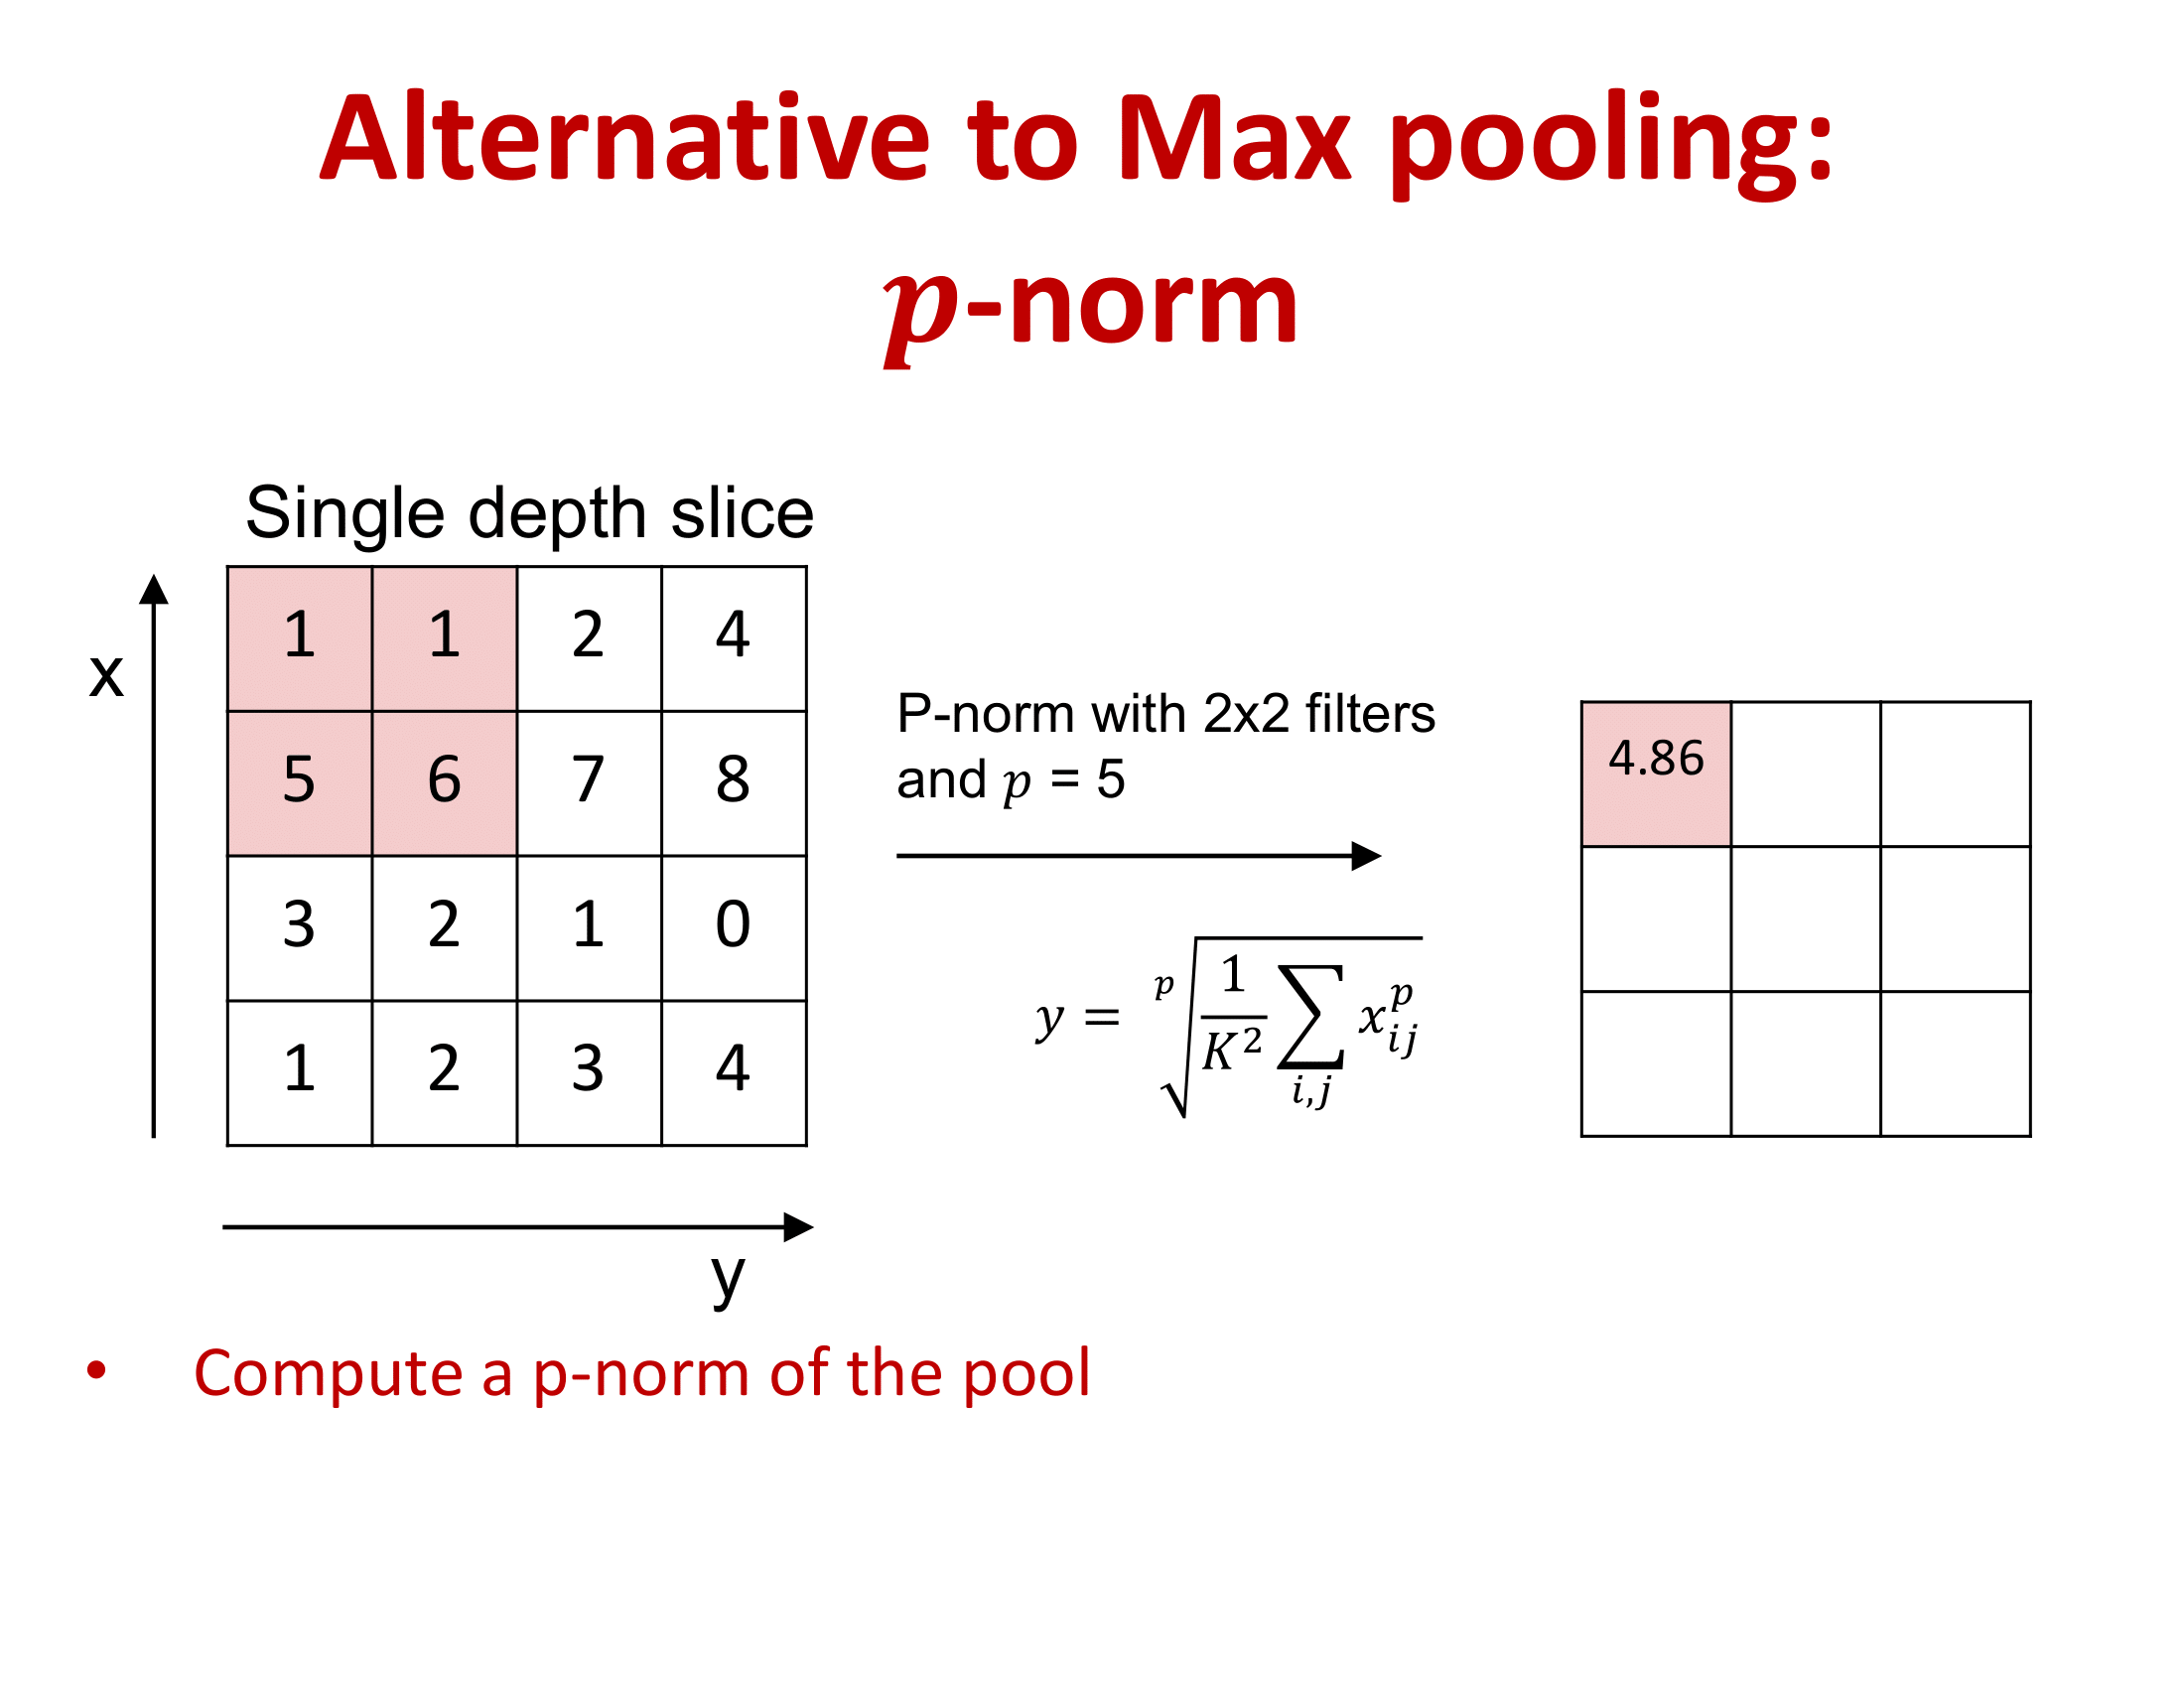 Alternative to Max pooling:
p-norm
Single depth slice
x
1 1 2 4
5 6 7 8
3 2 1 0
1 2 3 4
y
P-norm with 2x2 filters
and p = 5
y = \sqrt[p]{\frac{1}{K^2} \sum_{i,j} x_{ij}^p}
4.86
• Compute a p-norm of the pool